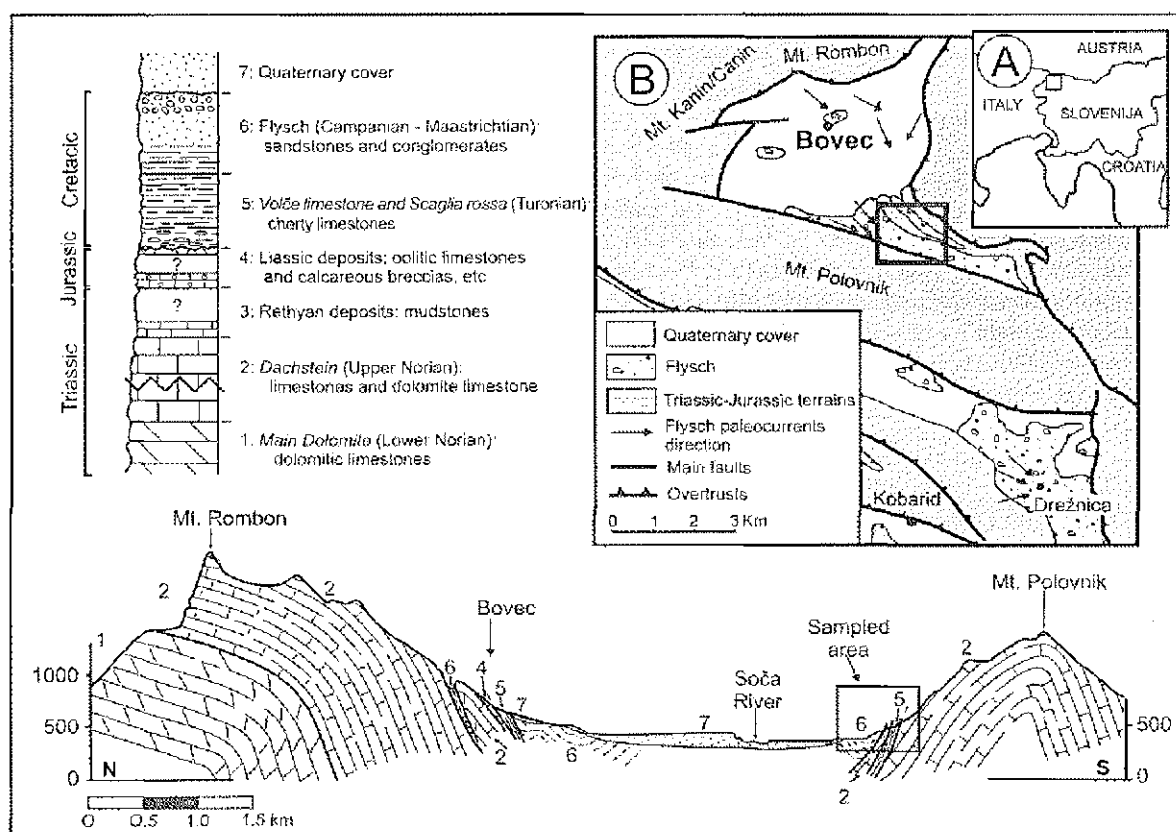 Cretacic
Jurassic
Triassic
7: Quaternary cover
6: Flysch (Campanian - Maastrichtian):
sandstones and conglomerates
5: Volče limestone and Scaglia rossa (Turonian):
cherty limestones
4: Liassic deposits; oolitic limestones
and calcareous breccias, etc
?
3: Rethyan deposits: mudstones
?
2: Dachstein (Upper Norian):
limestones and dolomite limestone
1. Main Dolomite (Lower Norian):
dolomitic limestones
B
Mt. Rombon
Mt. Kanin/Canin
Bovec
Mt. Polovnik
Kobarid
Drežnica
A
AUSTRIA
ITALY
SLOVENIJA
CROATIA
Quaternary cover
Flysch
Triassic-Jurassic terrains
Flysch paleocurrents
direction
Main faults
Overtrusts
0 1 2 3 Km
Mt. Rombon
Bovec
Soča
River
Sampled
area
Mt. Polovnik
1
2
2
6
4
5
7
2
6
7
6
5
2
2
1000
500
0
500
0
N
S
0 0.5 1.0 1.5 km